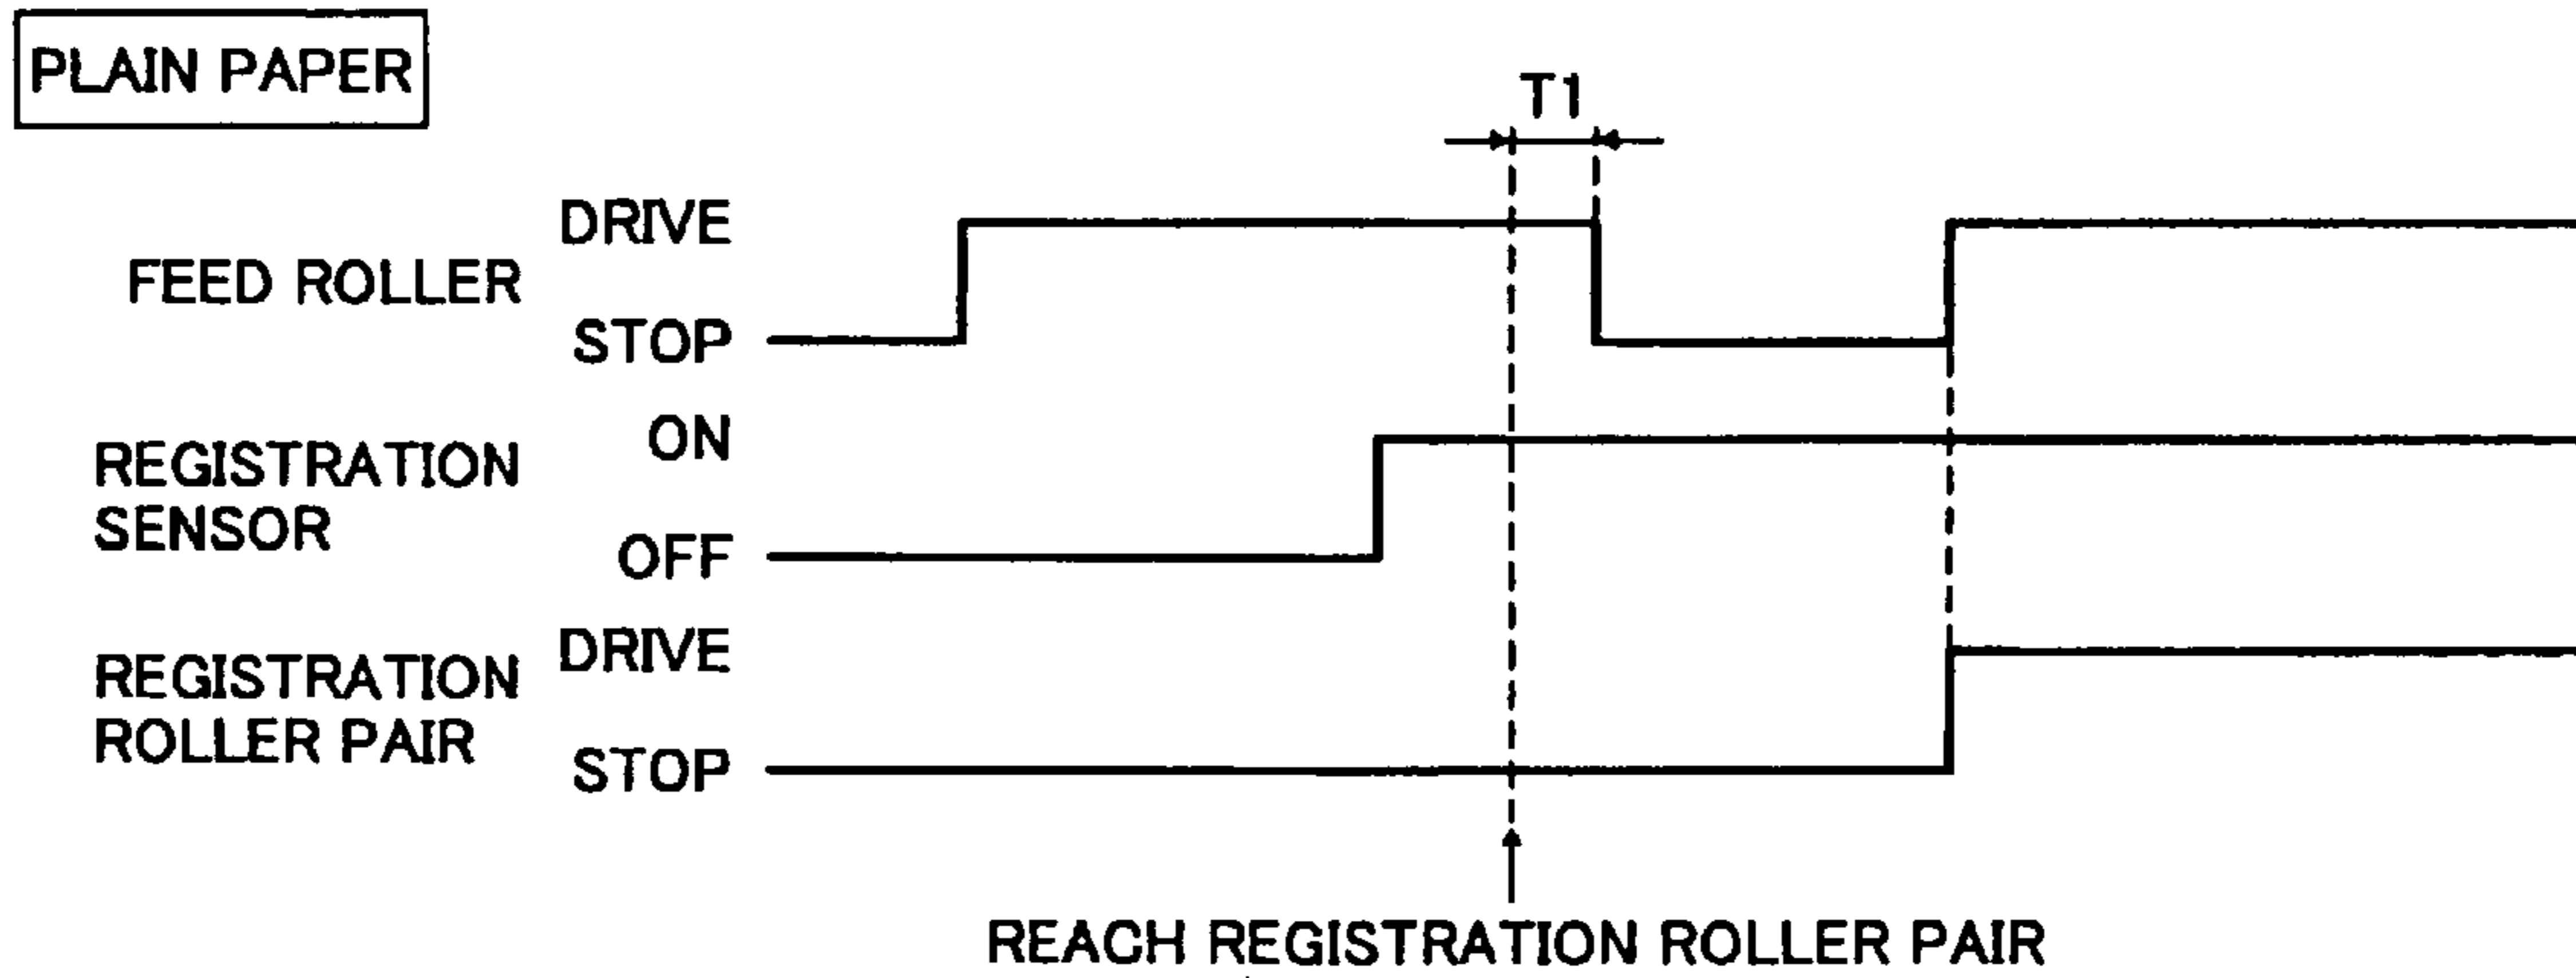 PLAIN PAPER
T1
DRIVE
FEED ROLLER
STOP
ON
REGISTRATION
SENSOR
OFF
DRIVE
REGISTRATION
ROLLER PAIR
STOP
REACH REGISTRATION ROLLER PAIR